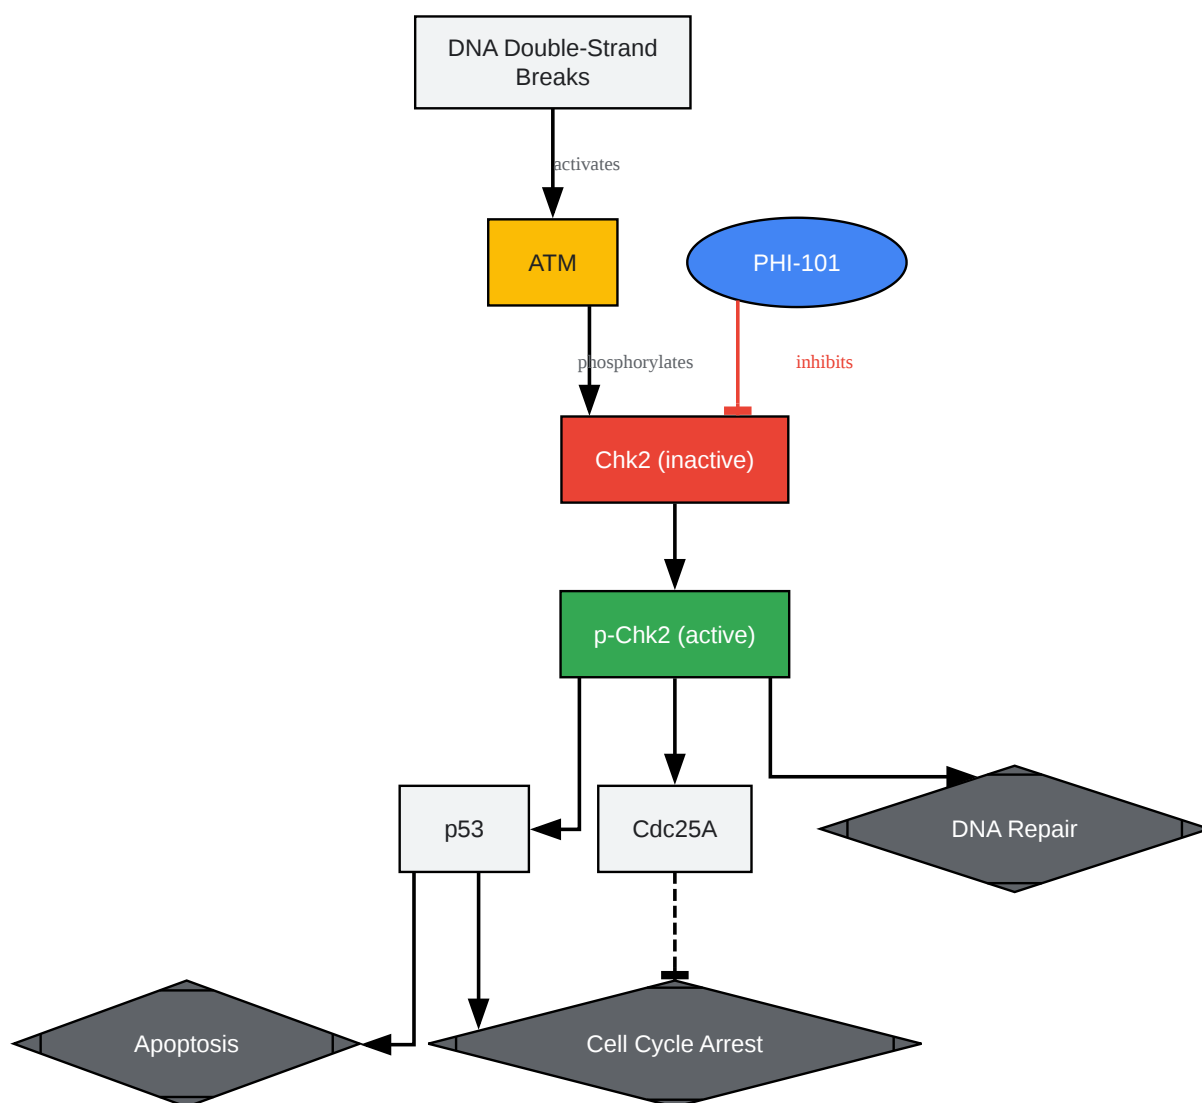 DNA Double-Strand
Breaks
activates
ATM
PHI-101
phosphorylates
inhibits
Chk2 (inactive)
p-Chk2 (active)
p53
Cdc25A
DNA Repair
Apoptosis
Cell Cycle Arrest